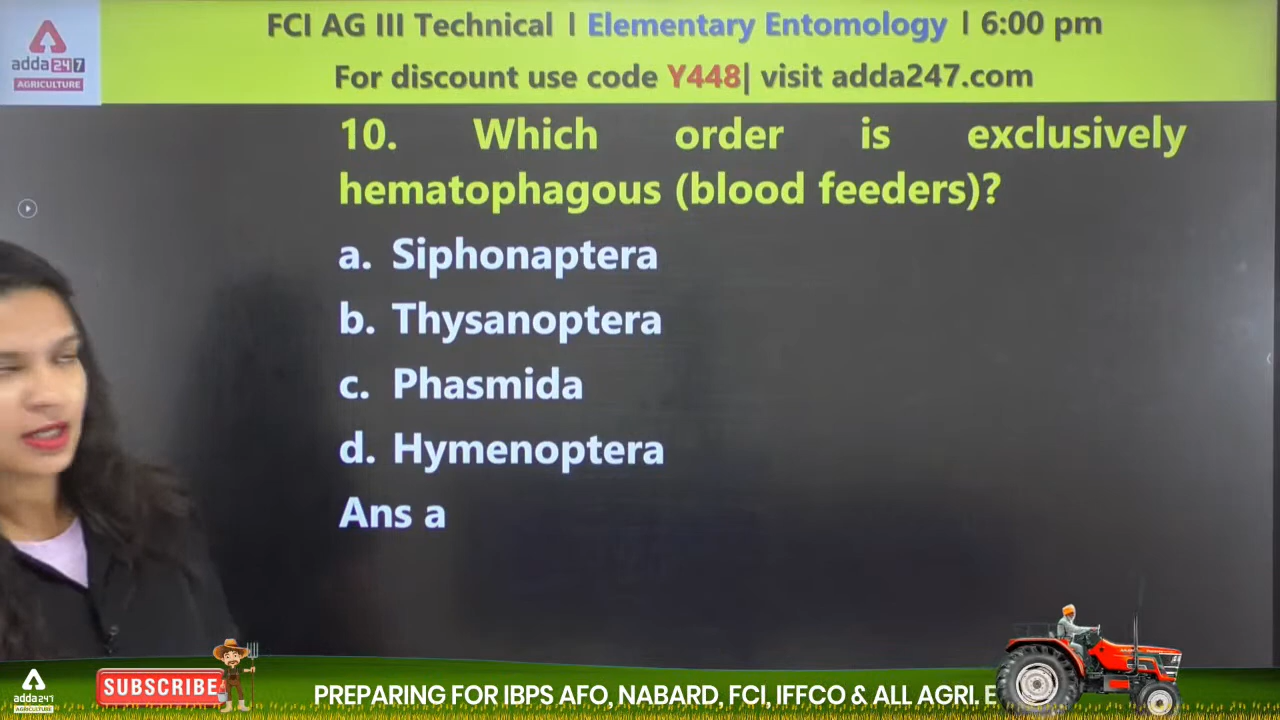 FCI AG III Technical l Elementary Entomology l 6:00 pm
For discount use code Y448| visit adda247.com
adda247
AGRICULTURE
10. Which order is exclusively
hematophagous (blood feeders)?
a. Siphonaptera
b. Thysanoptera
c. Phasmida
d. Hymenoptera
Ans a
adda247
AGRICULTURE
SUBSCRIBE
PREPARING FOR IBPS AFO, NABARD, FCI, IFFCO & ALL AGRI. E